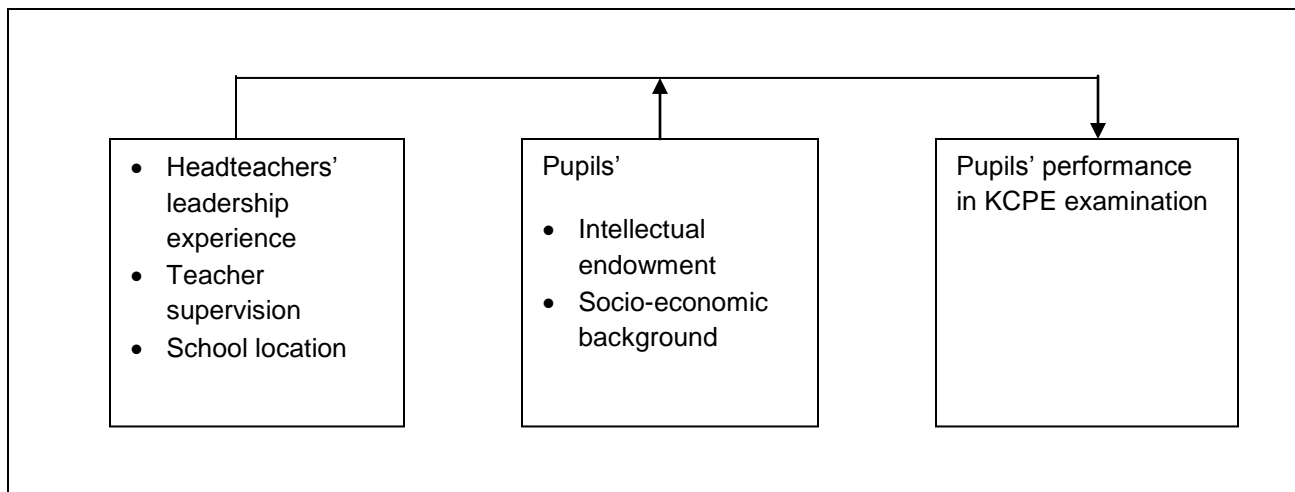 • Headteachers’
leadership
experience
• Teacher
supervision
• School location
Pupils’
• Intellectual
endowment
• Socio-economic
background
Pupils’ performance
in KCPE examination